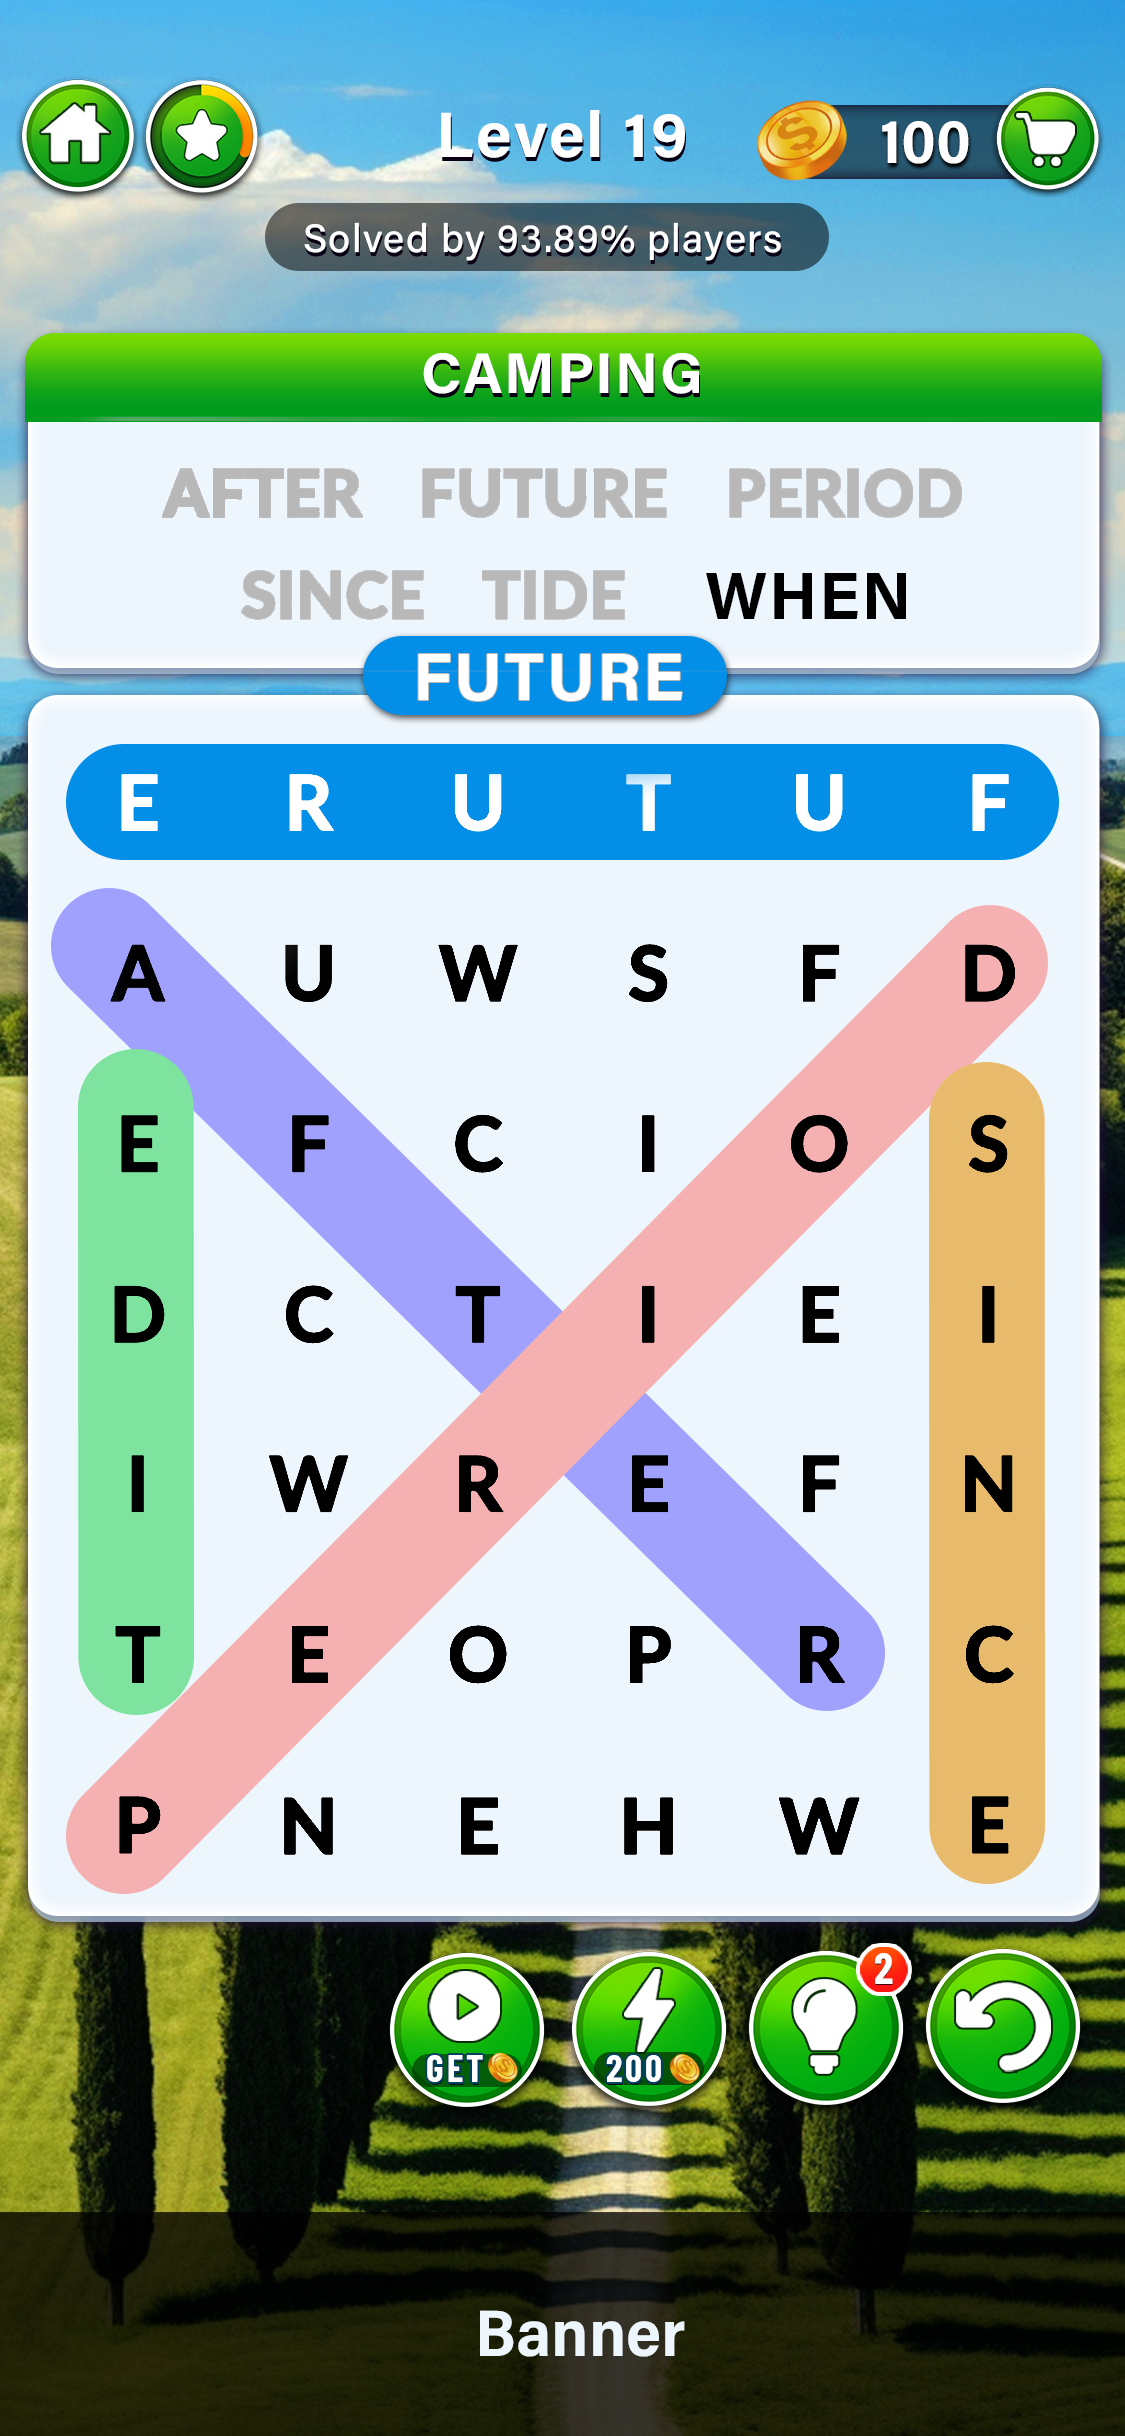 Level 19
100
Solved by 93.89% players
CAMPING
AFTER FUTURE PERIOD
SINCE TIDE WHEN
FUTURE
E R U T U F
A U W S F D
E F C I O S
D C T I E I
I W R E F N
T E O P R C
P N E H W E
2
GET 200
Banner